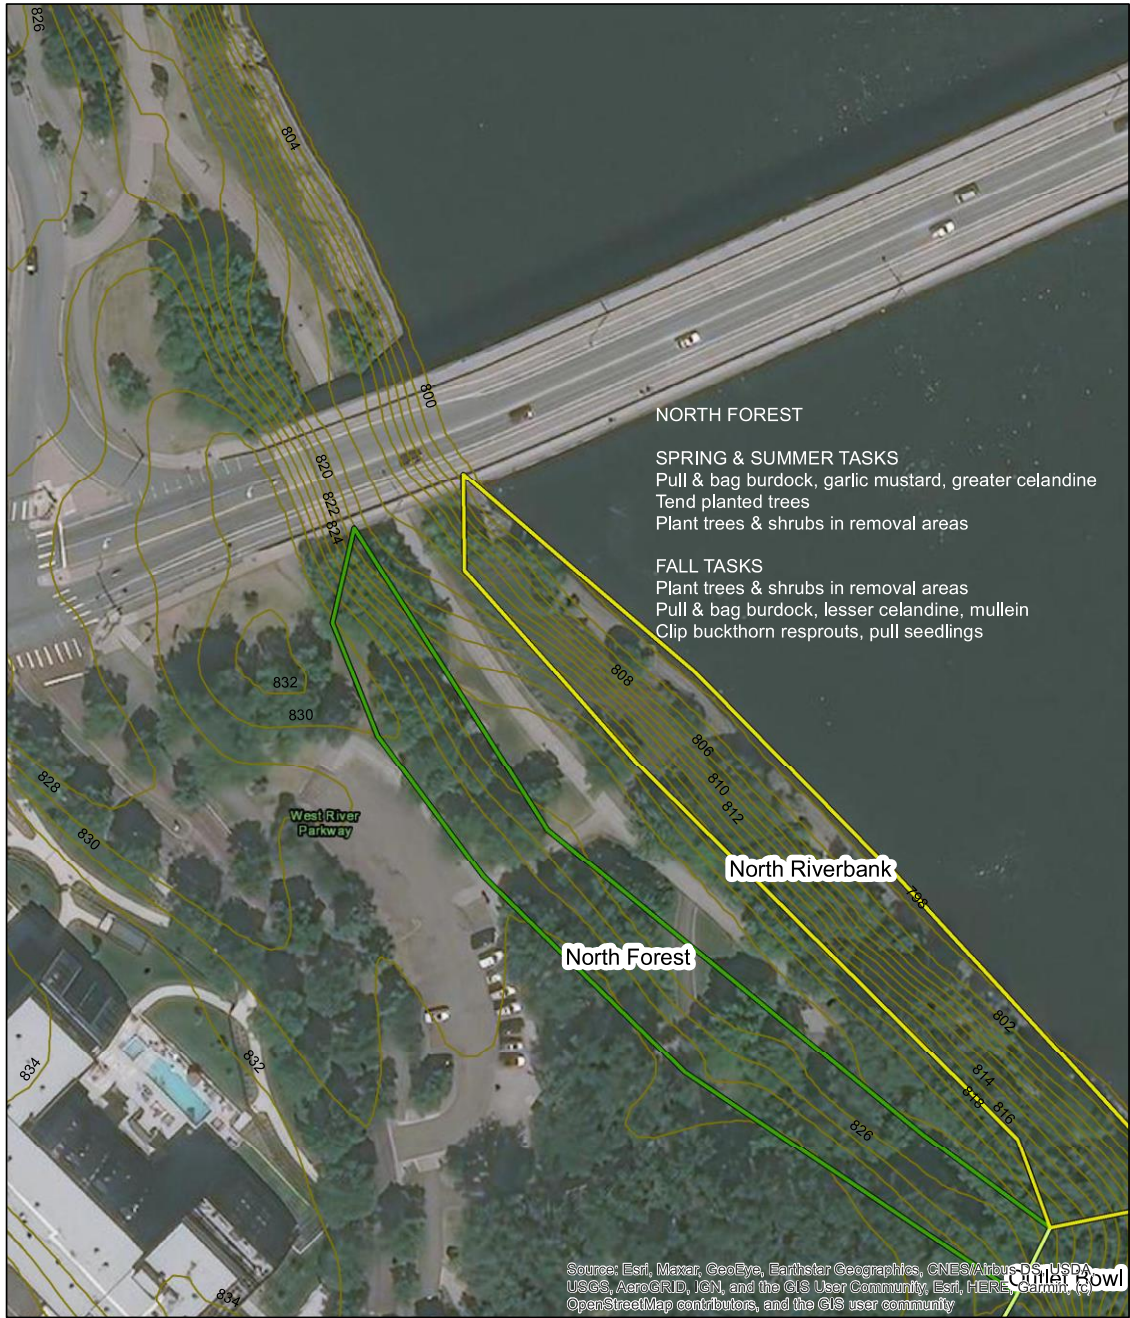 826
804
800
NORTH FOREST
SPRING & SUMMER TASKS
Pull & bag burdock, garlic mustard, greater celandine
Tend planted trees
Plant trees & shrubs in removal areas
FALL TASKS
Plant trees & shrubs in removal areas
Pull & bag burdock, lesser celandine, mullein
Clip buckthorn resprouts, pull seedlings
820
822
824
832
830
808
806
810
812
828
830
West River
Parkway
North Riverbank
798
North Forest
802
834
832
814
816
818
826
834
Outlet Bowl
Source: Esri, Maxar, GeoEye, Earthstar Geographics, CNES/Airbus DS, USDA,
USGS, AeroGRID, IGN, and the GIS User Community, Esri, HERE, Garmin, (c)
OpenStreetMap contributors, and the GIS user community